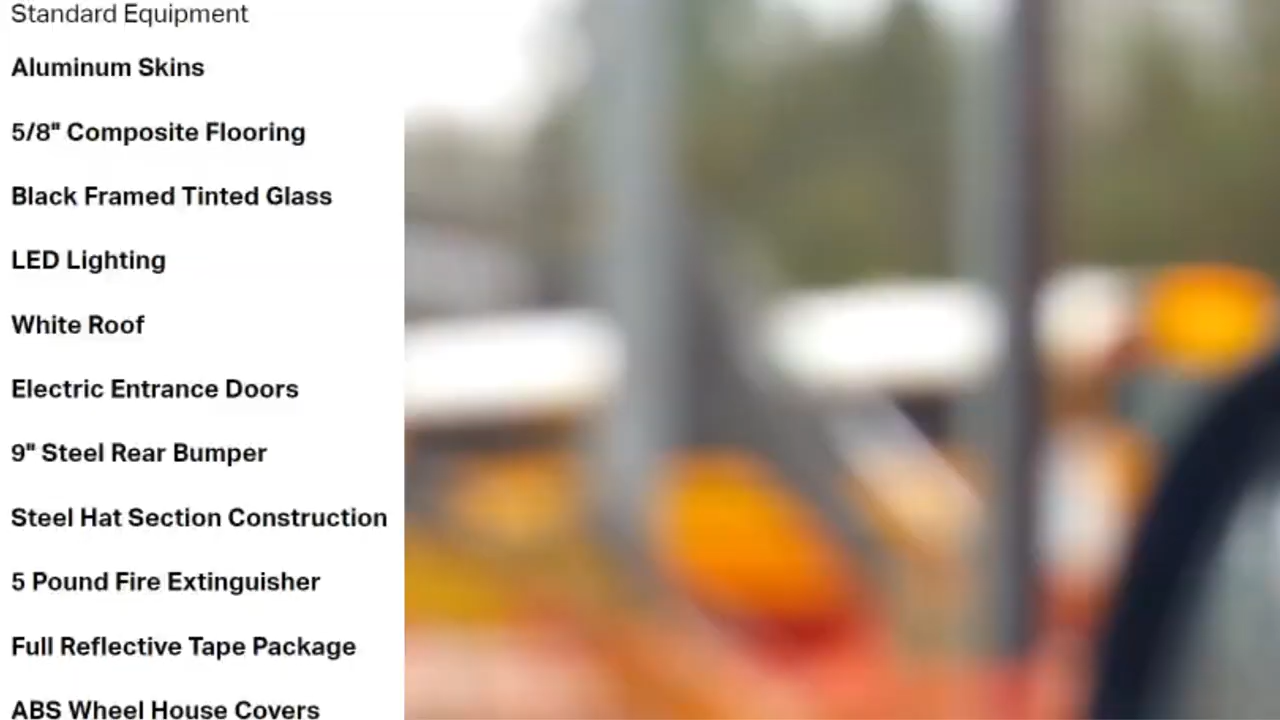 Standard Equipment
Aluminum Skins
5/8" Composite Flooring
Black Framed Tinted Glass
LED Lighting
White Roof
Electric Entrance Doors
9" Steel Rear Bumper
Steel Hat Section Construction
5 Pound Fire Extinguisher
Full Reflective Tape Package
ABS Wheel House Covers